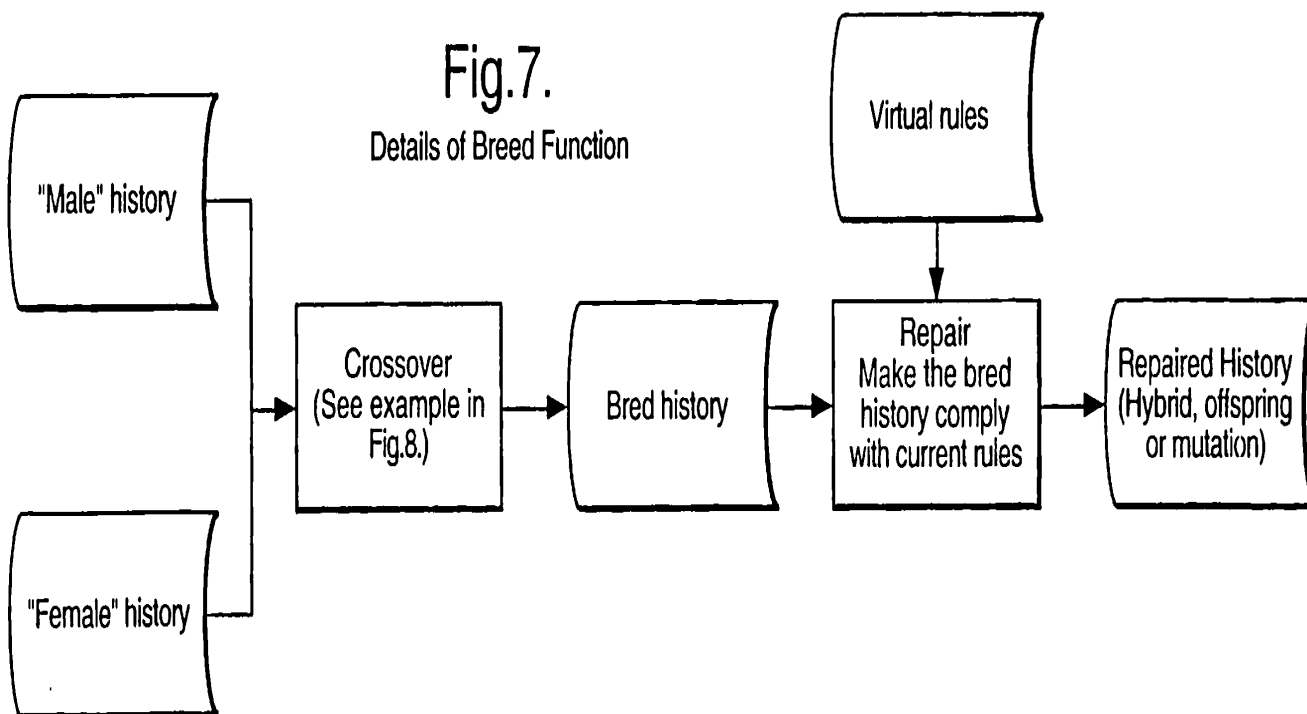 Fig.7.
Details of Breed Function
"Male" history
"Female" history
Crossover
(See example in
Fig.8.)
Bred history
Virtual rules
Repair
Make the bred
history comply
with current rules
Repaired History
(Hybrid, offspring
or mutation)